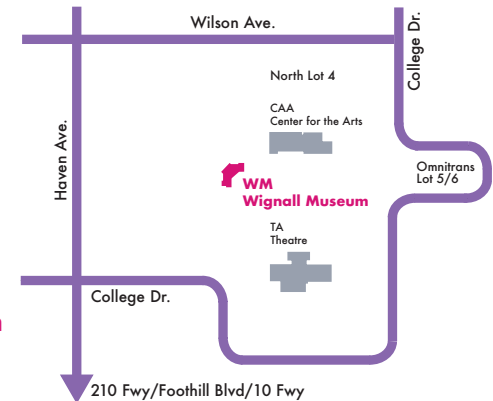 Wilson Ave.
College Dr.
North Lot 4
CAA
Center for the Arts
Haven Ave.
Omnitrans
Lot 5/6
WM
Wignall Museum
TA
Theatre
College Dr.
210 Fwy/Foothill Blvd/10 Fwy